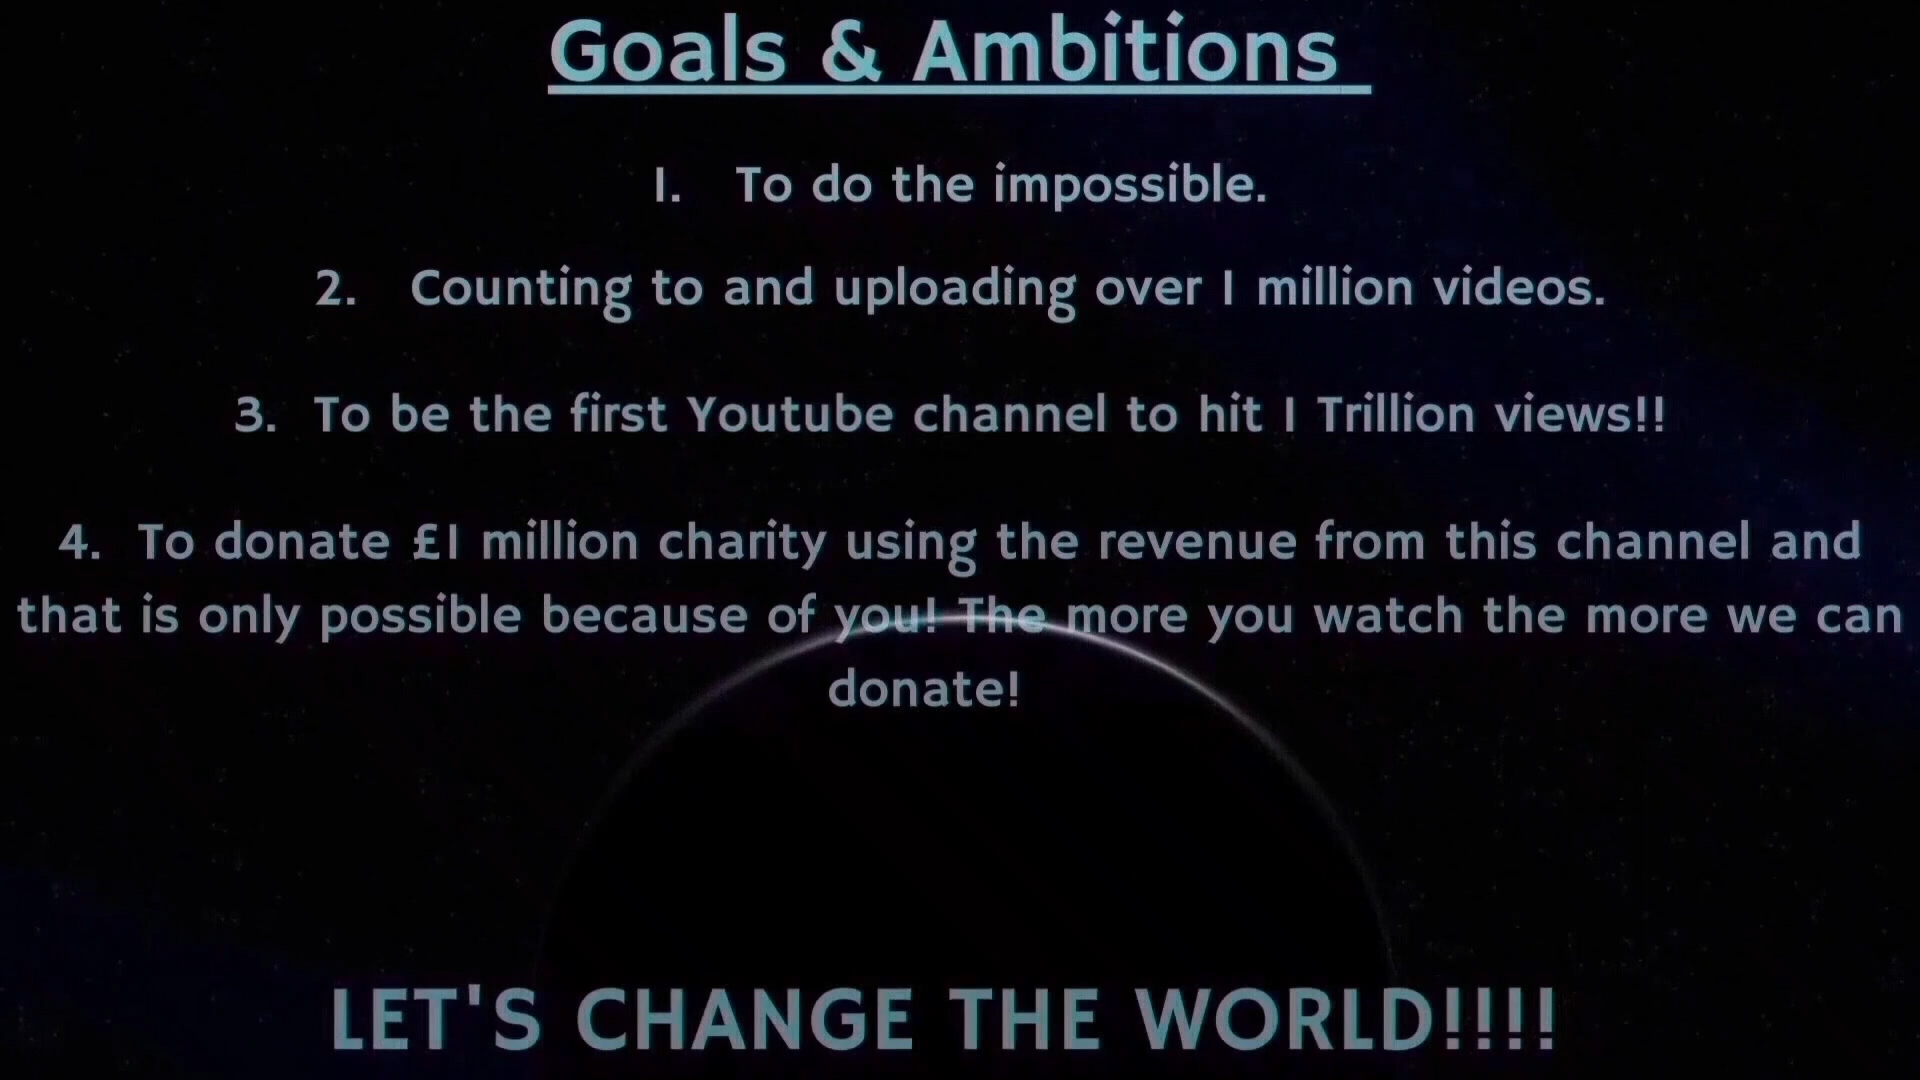 Goals & Ambitions
1. To do the impossible.
2. Counting to and uploading over 1 million videos.
3. To be the first Youtube channel to hit 1 Trillion views!!
4. To donate £1 million charity using the revenue from this channel and
that is only possible because of you! The more you watch the more we can
donate!
LET'S CHANGE THE WORLD!!!!